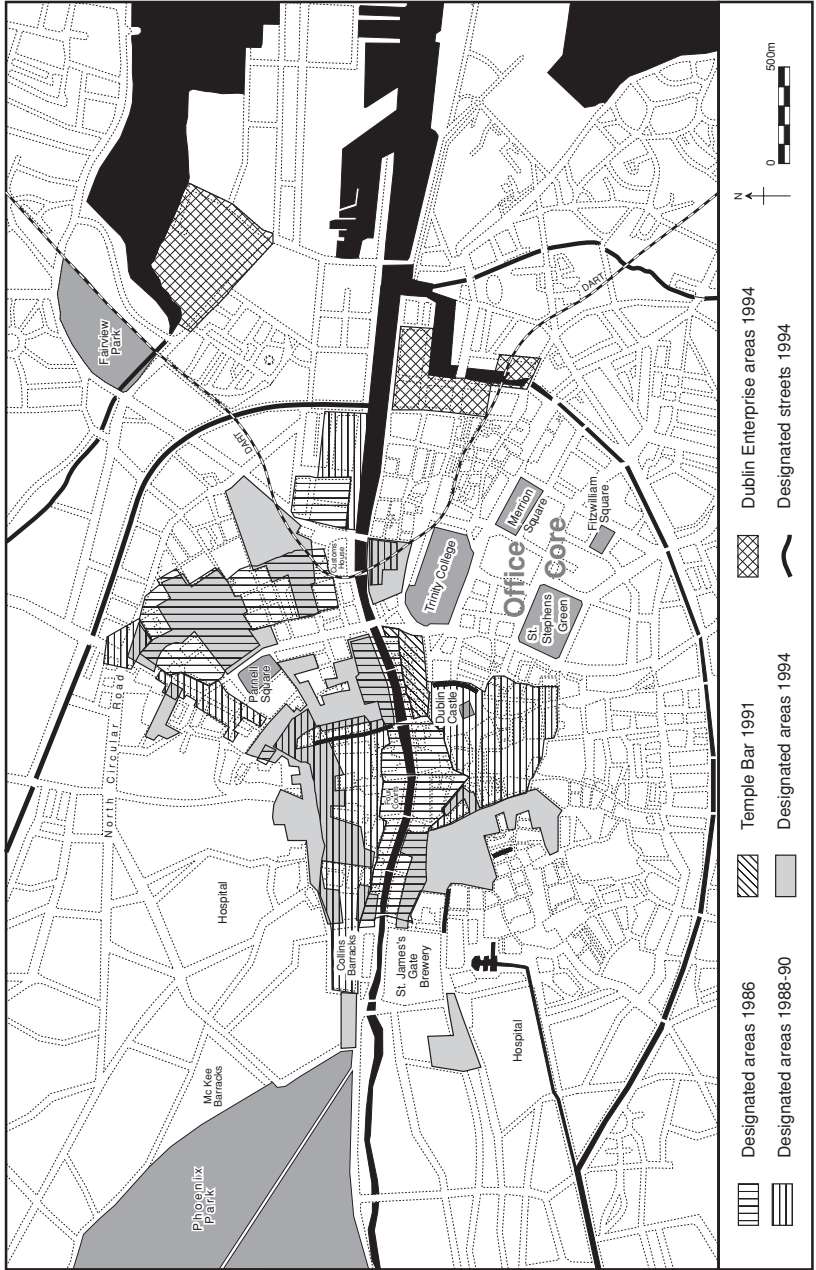 North Circular Road
Fairview
Park
DART
Hospital
Mc Kee
Barracks
Phoenix
Park
Parnell
Square
Customs
House
Collins
Barracks
Four
Courts
St. James's
Gate
Brewery
Hospital
Dublin
Castle
Trinity College
Office
Core
Merrion
Square
Fitzwilliam
Square
St.
Stephens
Green
DART
Designated areas 1986
Designated areas 1988-90
Temple Bar 1991
Designated areas 1994
Dublin Enterprise areas 1994
Designated streets 1994
N
0
500m